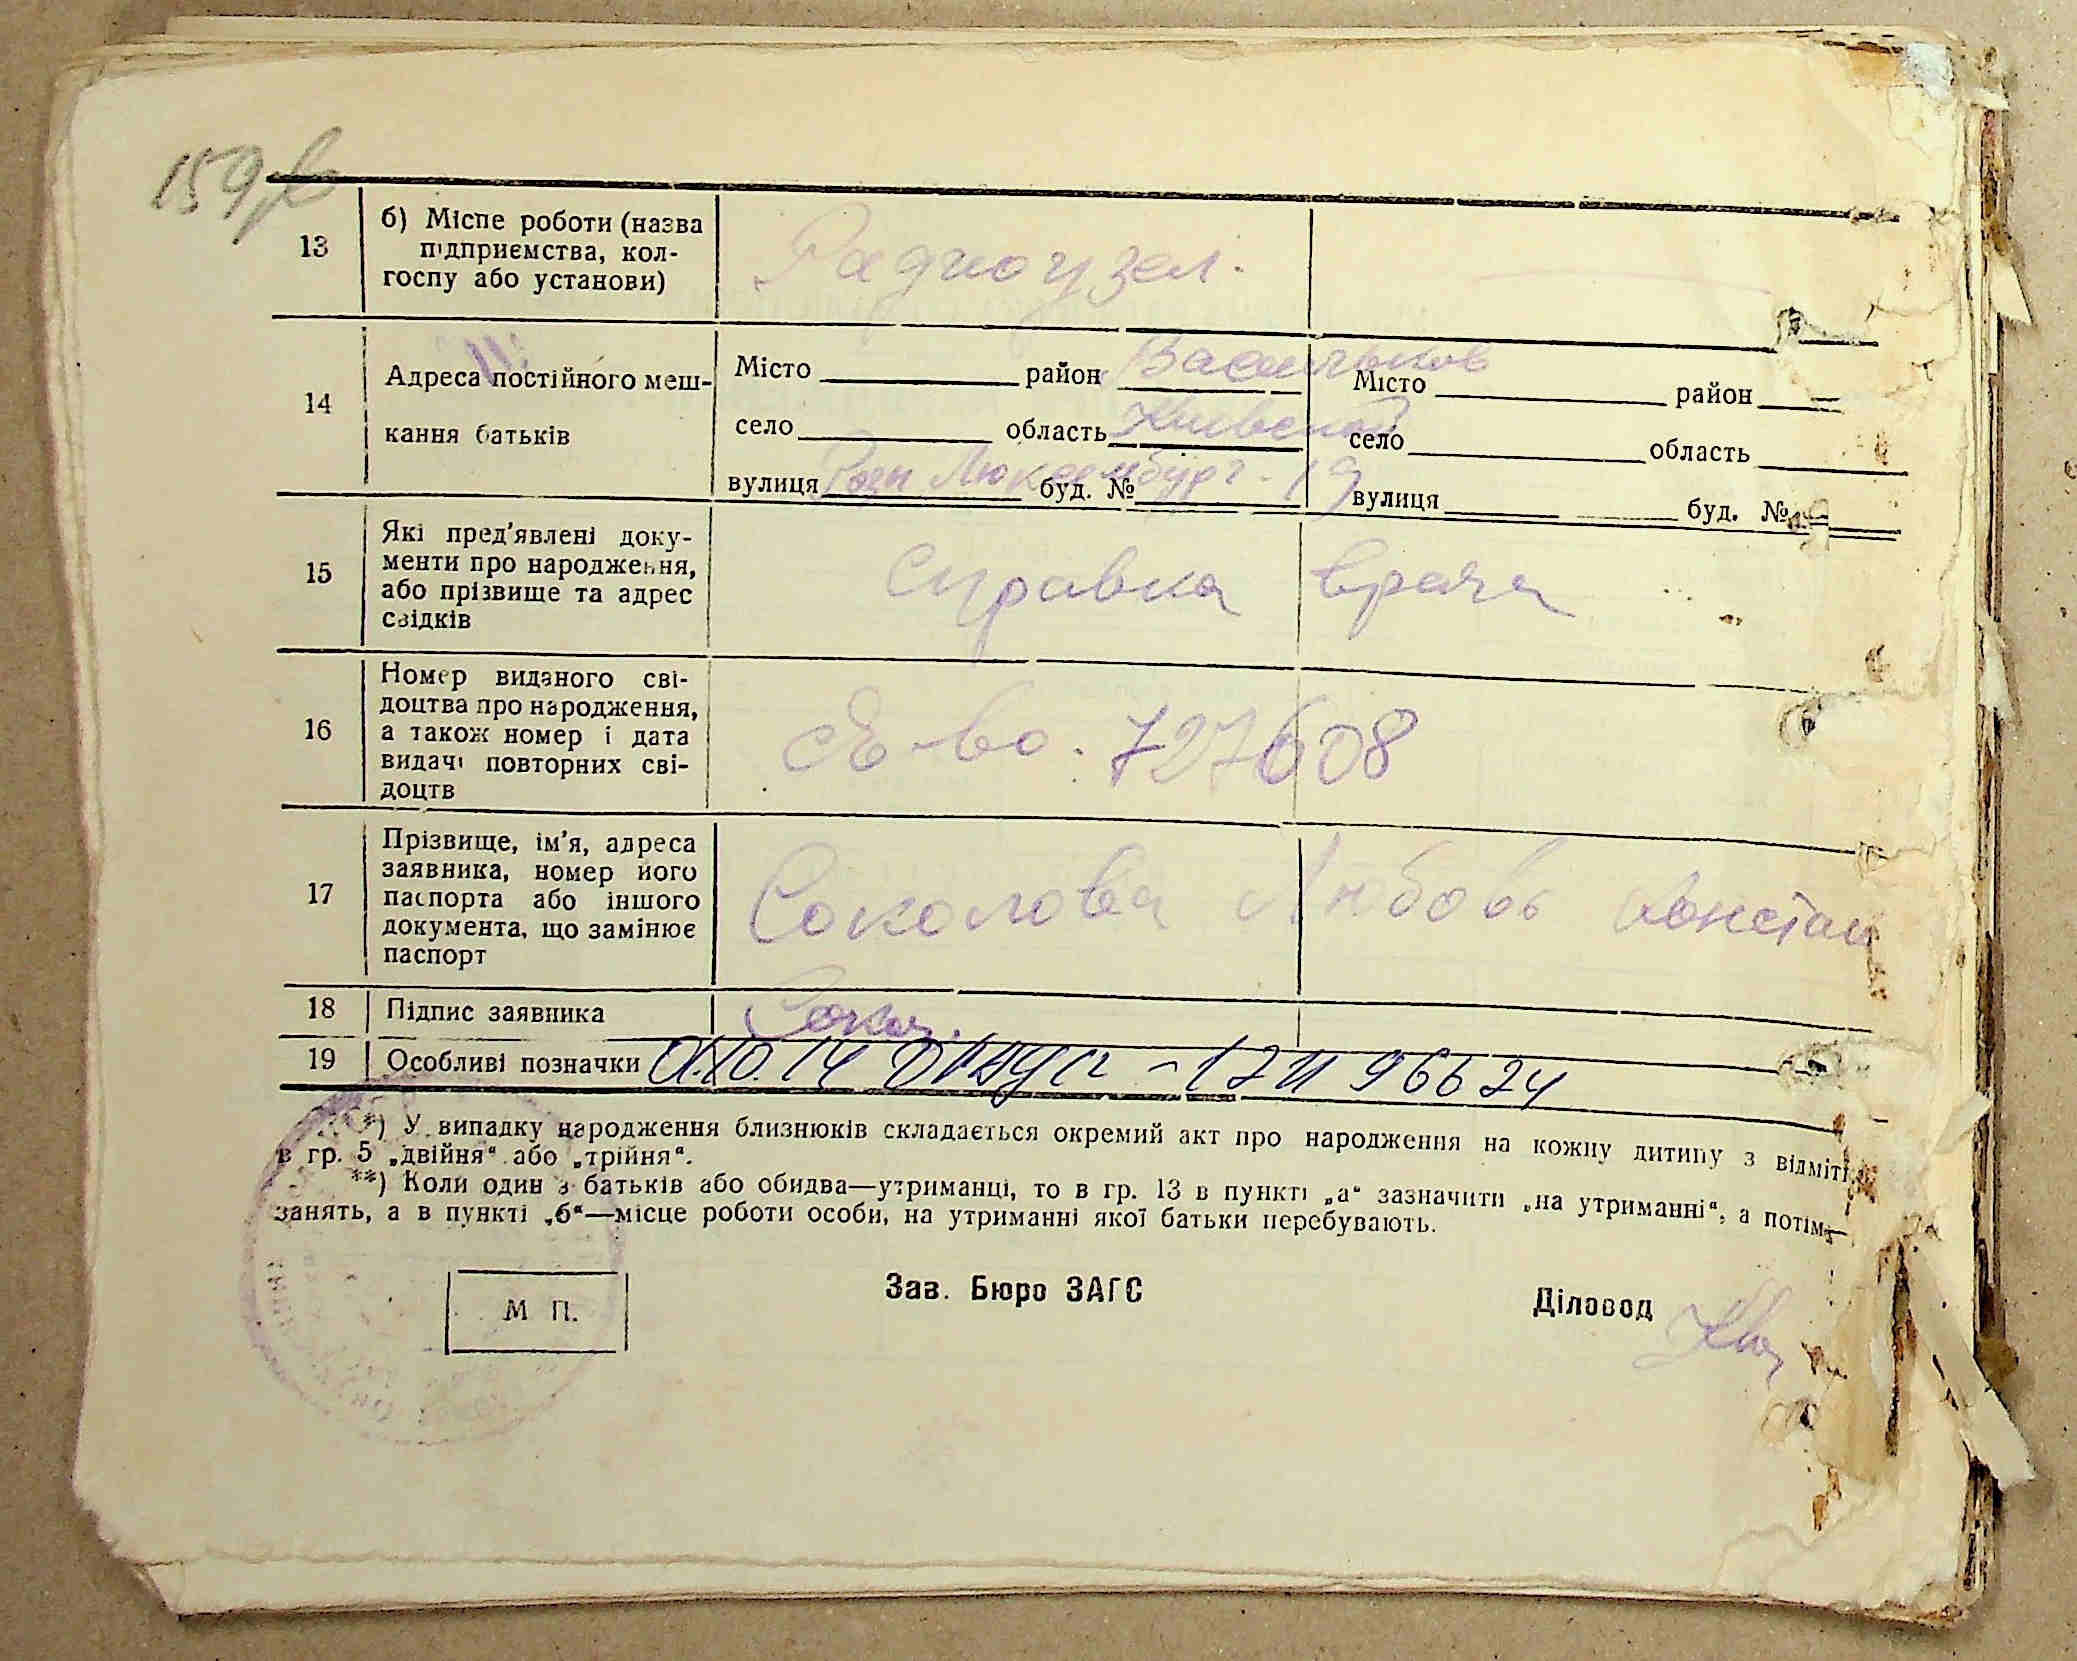 159
13
б) Місце роботи (назва
підприємства, кол-
госпу або установи)
Радиоузел.
14
Адреса постійного меш-
кання батьків
Місто район Васильков
село область Киевской
вулиця Розы Люксембург - 19 буд. №
Місто район
село область
вулиця буд. №
15
Які пред'явлені доку-
менти про народження,
або прізвище та адрес
свідків
справка врача
16
Номер виданого сві-
доцтва про народження,
а також номер і дата
видачі повторних сві-
доцтв
727608
17
Прізвище, ім'я, адреса
заявника, номер його
паспорта або іншого
документа, що замінює
паспорт
Соколова Любовь Констан
18
Підпис заявника
Сокол.
19
Особливі позначки
**) У випадку народження близнюків складається окремий акт про народження на кожну дитину з відміт
в гр. 5 „двійня“ або „трійня“.
**) Коли один з батьків або обидва—утриманці, то в гр. 13 в пункті „а“ зазначити „на утриманні“, а потім—
занять, а в пункті „б“—місце роботи особи, на утриманні якої батьки перебувають.
М П.
Зав. Бюро ЗАГС
Діловод